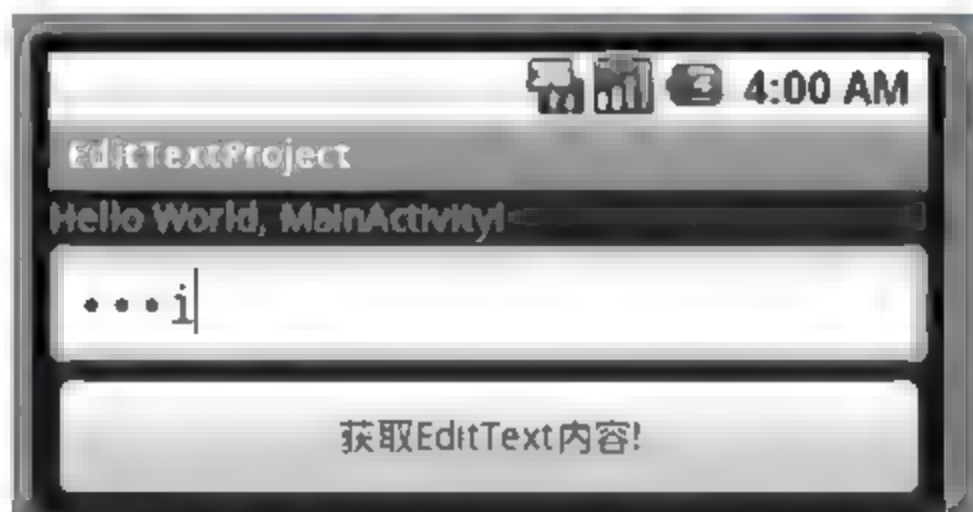 4:00 AM
EditTextProject
Hello World, MainActivity!
•••i
获取EditText内容!